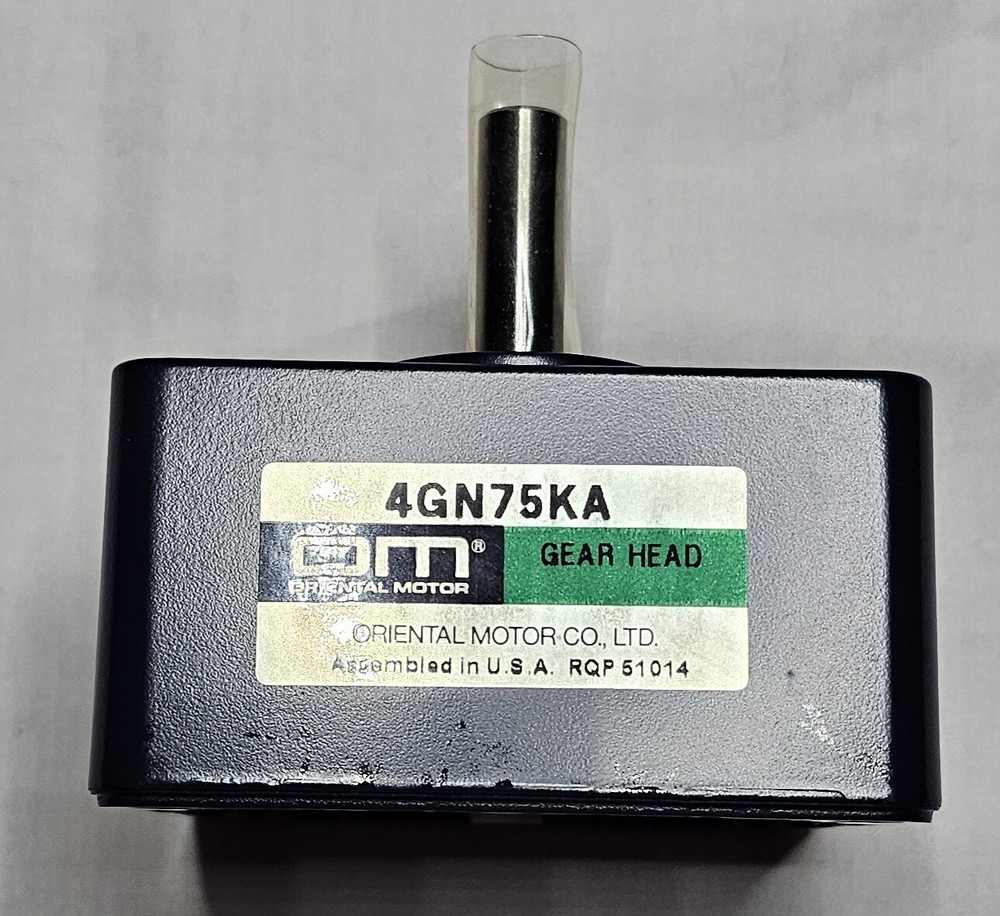 4GN75KA
OM®
ORIENTAL MOTOR
GEAR HEAD
ORIENTAL MOTOR CO., LTD.
Assembled in U.S.A. RQP 51014